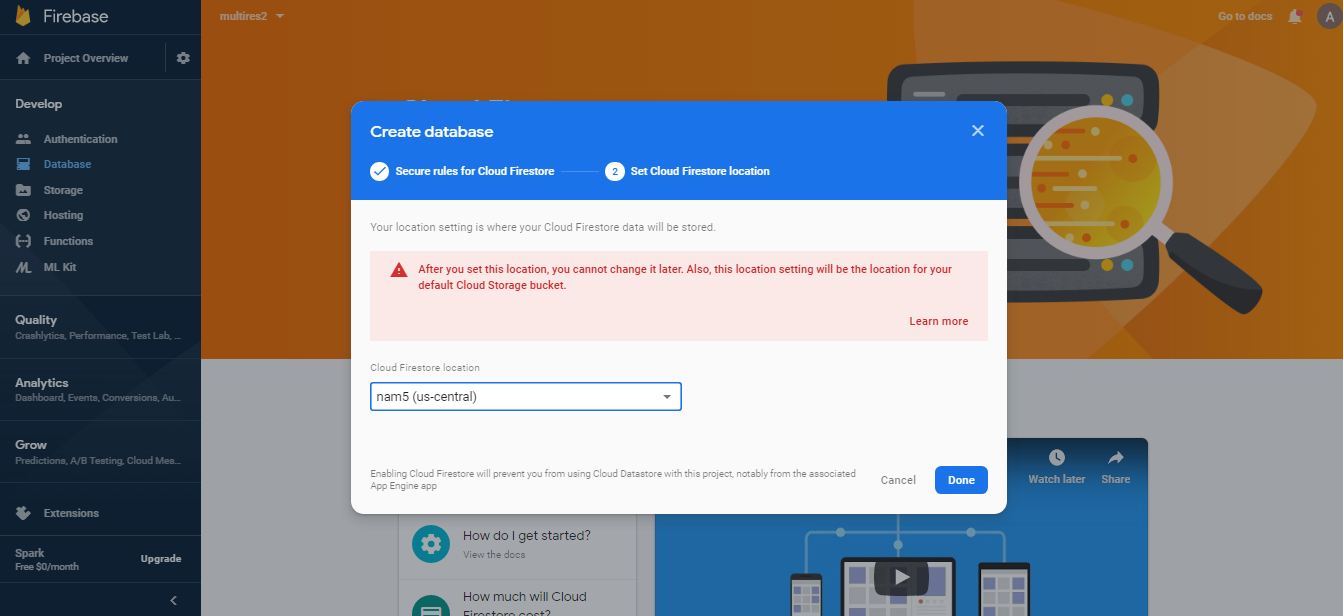 Firebase
multires2
Go to docs
A
Project Overview
Develop
Authentication
Database
Storage
Hosting
Functions
ML Kit
Quality
Crashlytics, Performance, Test Lab, ...
Analytics
Dashboard, Events, Conversions, Au...
Grow
Predictions, A/B Testing, Cloud Mes...
Extensions
Spark
Free $0/month
Upgrade
Create database
Secure rules for Cloud Firestore
2 Set Cloud Firestore location
Your location setting is where your Cloud Firestore data will be stored.
After you set this location, you cannot change it later. Also, this location setting will be the location for your
default Cloud Storage bucket.
Learn more
Cloud Firestore location
nam5 (us-central)
Enabling Cloud Firestore will prevent you from using Cloud Datastore with this project, notably from the associated
App Engine app
Cancel
Done
Watch later
Share
How do I get started?
View the docs
How much will Cloud
Firestore cost?